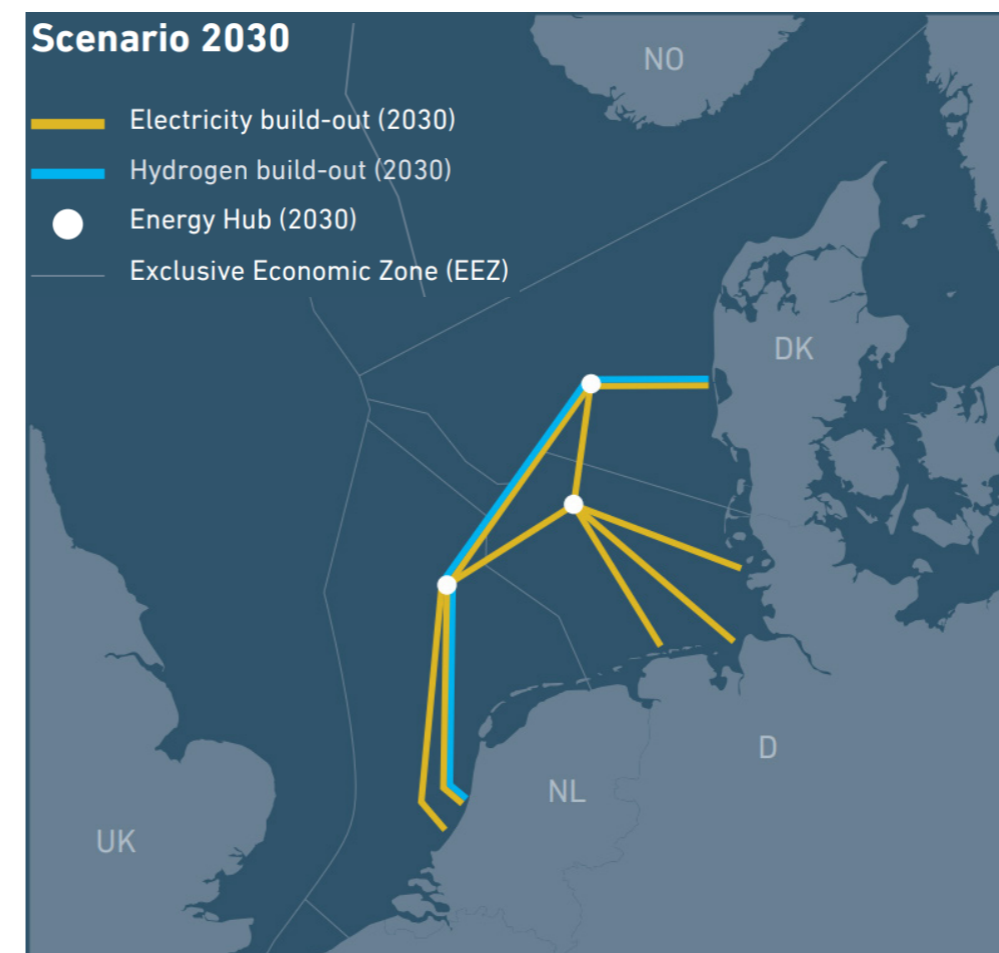 Scenario 2030
Electricity build-out (2030)
Hydrogen build-out (2030)
Energy Hub (2030)
Exclusive Economic Zone (EEZ)
NO
DK
D
NL
UK